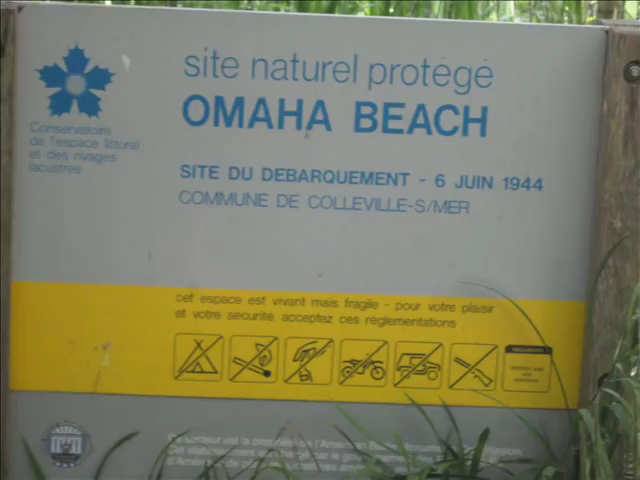 site naturel protégé
OMAHA BEACH
Conservatoire
de l'espace littoral
et des rivages
lacustres
SITE DU DEBARQUEMENT - 6 JUIN 1944
COMMUNE DE COLLEVILLE-S/MER
cet espace est vivant mais fragile - pour votre plaisir
et votre sécurité acceptez ces réglementations